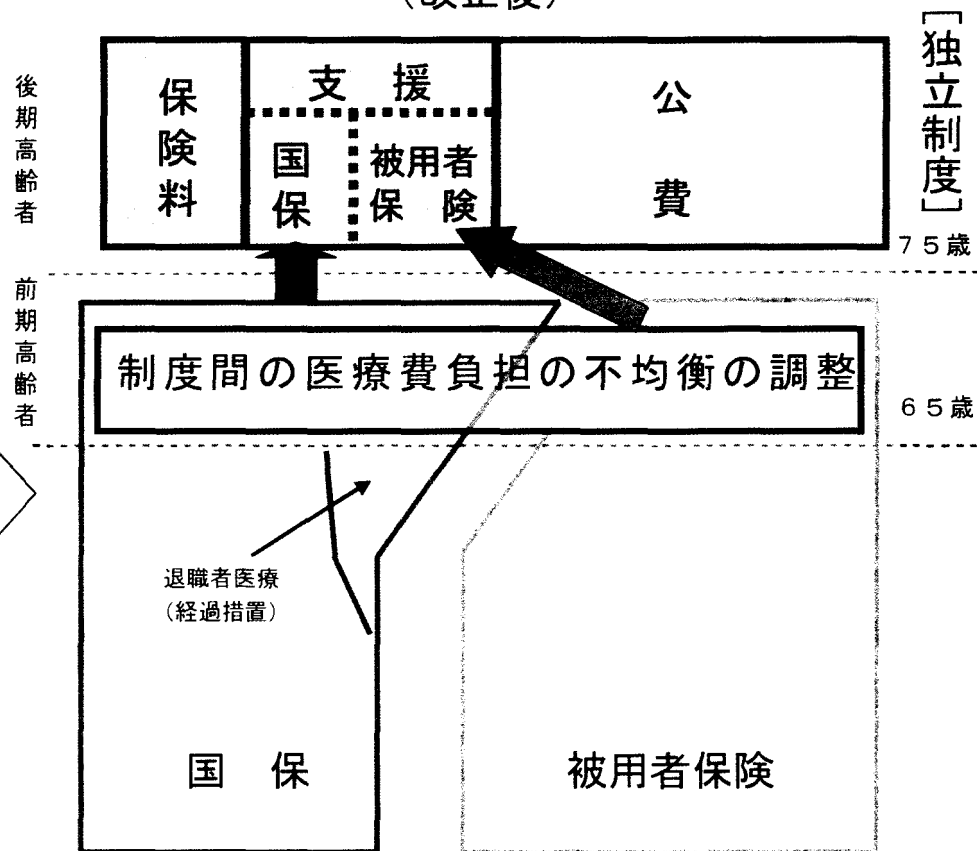 (改正後)
[独立制度]
後期高齢者
保険料
支 援
国保
被用者
保 険
公 費
75歳
前期高齢者
制度間の医療費負担の不均衡の調整
65歳
退職者医療
(経過措置)
国 保
被用者保険